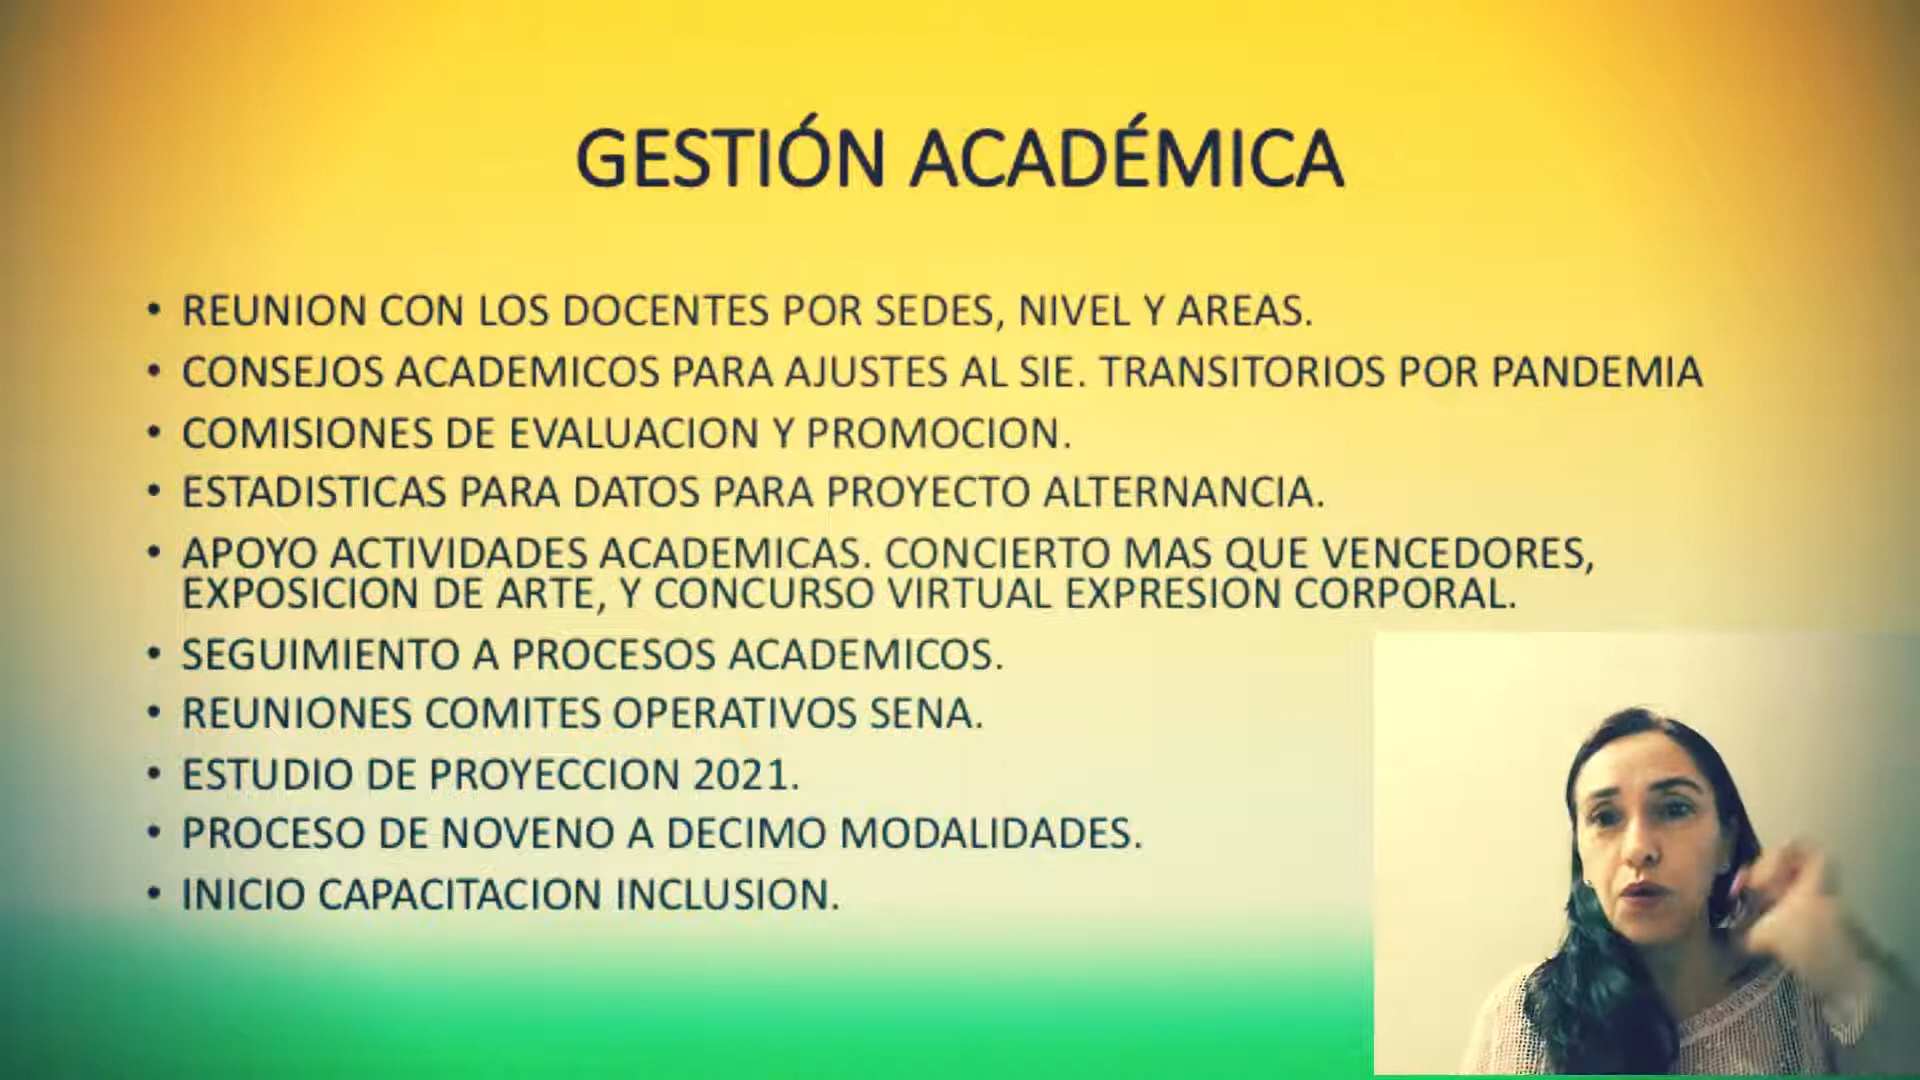 GESTIÓN ACADÉMICA
• REUNION CON LOS DOCENTES POR SEDES, NIVEL Y AREAS.
• CONSEJOS ACADEMICOS PARA AJUSTES AL SIE. TRANSITORIOS POR PANDEMIA
• COMISIONES DE EVALUACION Y PROMOCION.
• ESTADISTICAS PARA DATOS PARA PROYECTO ALTERNANCIA.
• APOYO ACTIVIDADES ACADEMICAS. CONCIERTO MAS QUE VENCEDORES,
EXPOSICION DE ARTE, Y CONCURSO VIRTUAL EXPRESION CORPORAL.
• SEGUIMIENTO A PROCESOS ACADEMICOS.
• REUNIONES COMITES OPERATIVOS SENA.
• ESTUDIO DE PROYECCION 2021.
• PROCESO DE NOVENO A DECIMO MODALIDADES.
• INICIO CAPACITACION INCLUSION.